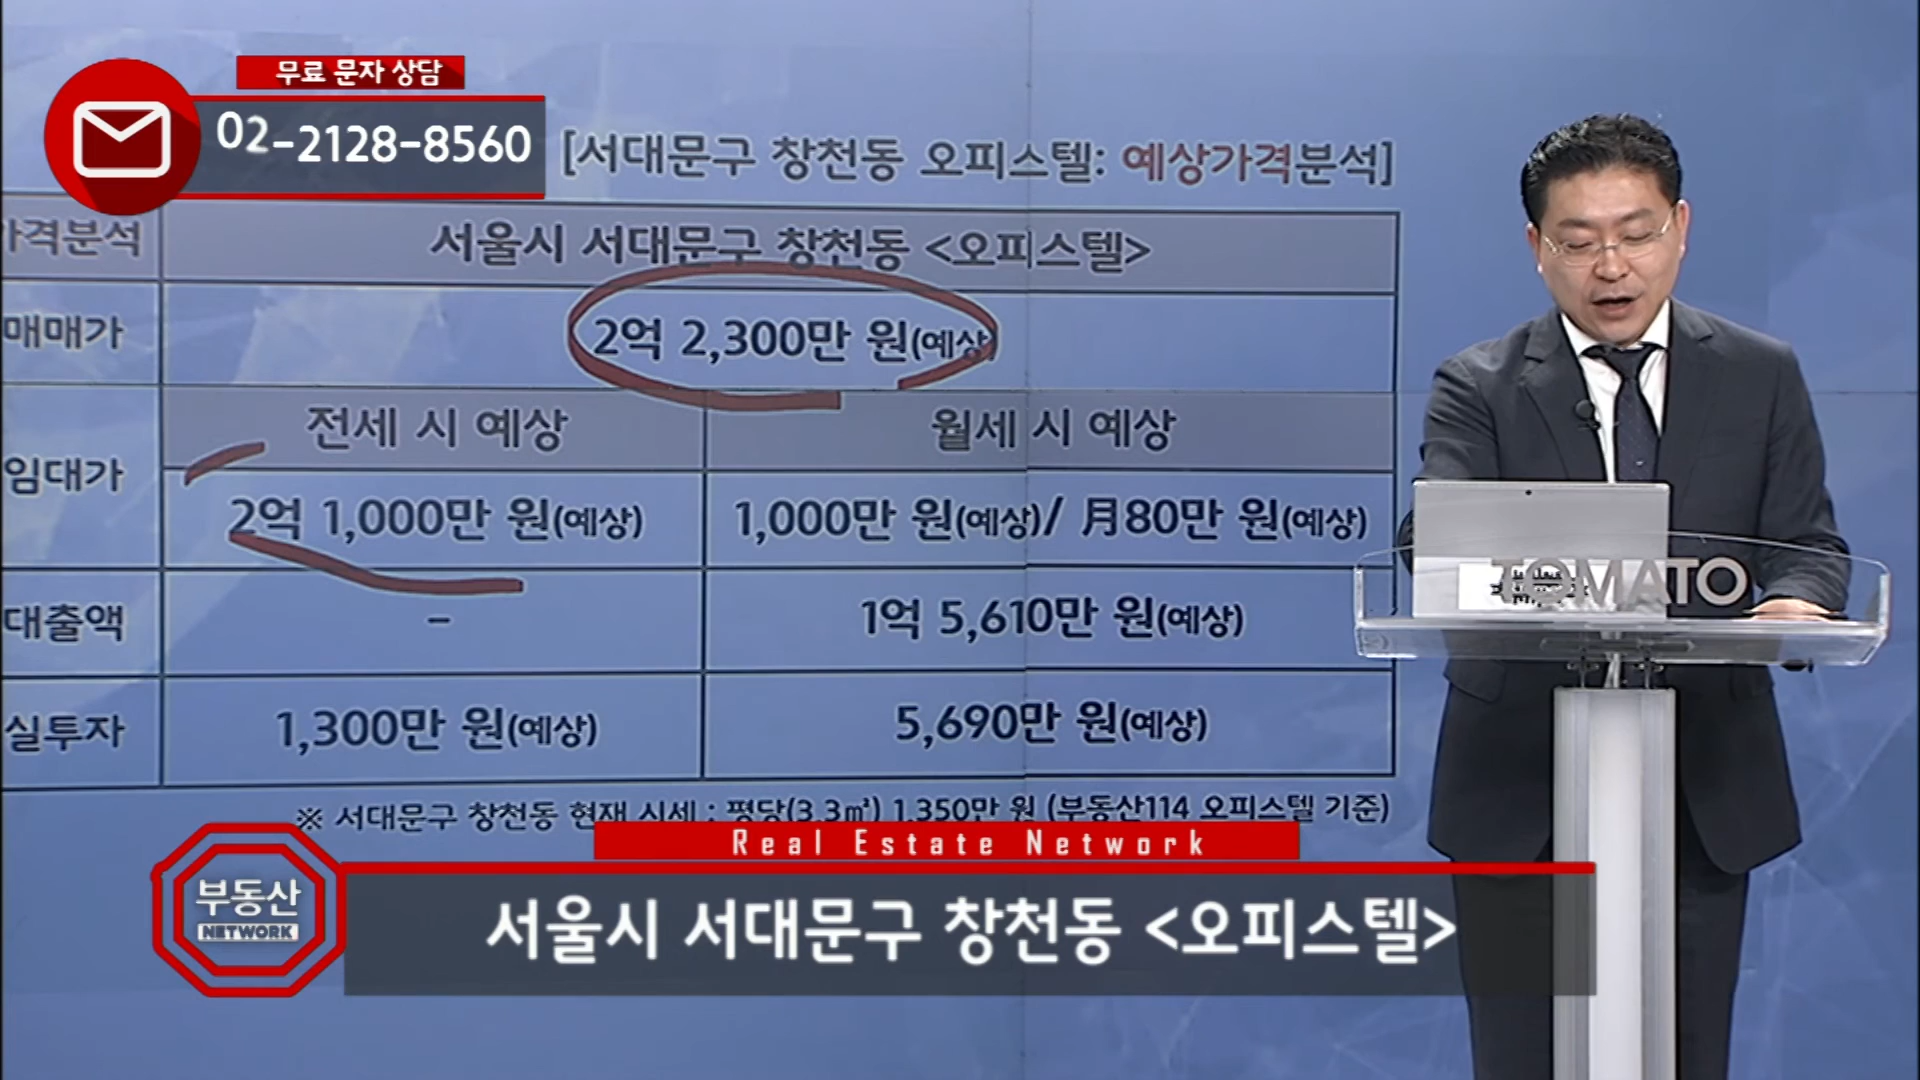 무료 문자 상담
02-2128-8560
[서대문구 창천동 오피스텔: 예상가격분석]
가격분석
서울시 서대문구 창천동 <오피스텔>
매매가
2억 2,300만 원(예상)
임대가
전세 시 예상
월세 시 예상
2억 1,000만 원(예상)
1,000만 원(예상)/ 月80만 원(예상)
대출액
-
1억 5,610만 원(예상)
실투자
1,300만 원(예상)
5,690만 원(예상)
※ 서대문구 창천동 현재 시세 : 평당(3.3㎡) 1,350만 원 (부동산114 오피스텔 기준)
TOMATO
Real Estate Network
부동산
NETWORK
서울시 서대문구 창천동 <오피스텔>